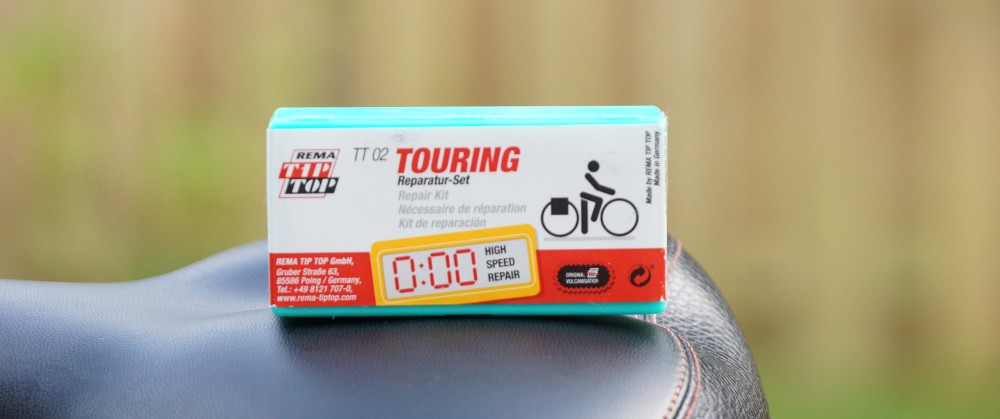 REMA
TIP
TOP
TT 02 TOURING
Reparatur-Set
Repair Kit
Nécessaire de réparation
Kit de reparación
Made by REMA TIP TOP
Made in Germany
REMA TIP TOP GmbH,
Gruber Straße 63,
85586 Poing / Germany,
Tel.: +49 8121 707-0,
www.rema-tiptop.com
0:00
HIGH
SPEED
REPAIR
ORIGINAL
VULCANISATION